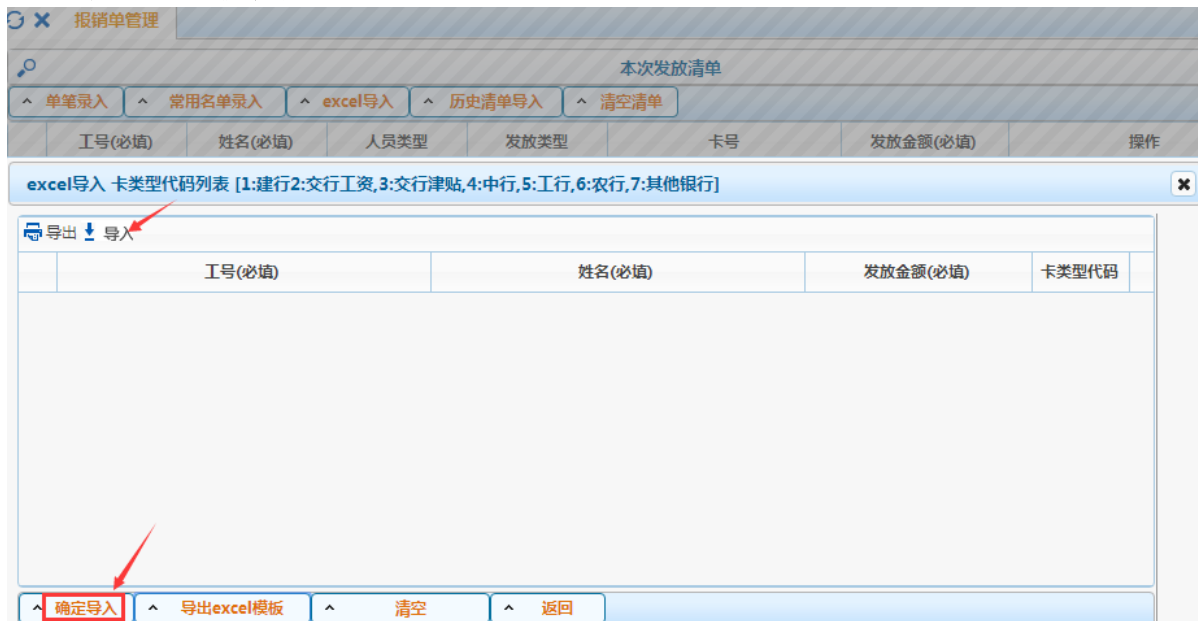 报销单管理
本次发放清单
单笔录入 常用名单录入 excel导入 历史清单导入 清空清单
工号(必填) 姓名(必填) 人员类型 发放类型 卡号 发放金额(必填) 操作
excel导入 卡类型代码列表 [1:建行2:交行工资,3:交行津贴,4:中行,5:工行,6:农行,7:其他银行]
导出 导入
工号(必填) 姓名(必填) 发放金额(必填) 卡类型代码
确定导入 导出excel模板 清空 返回